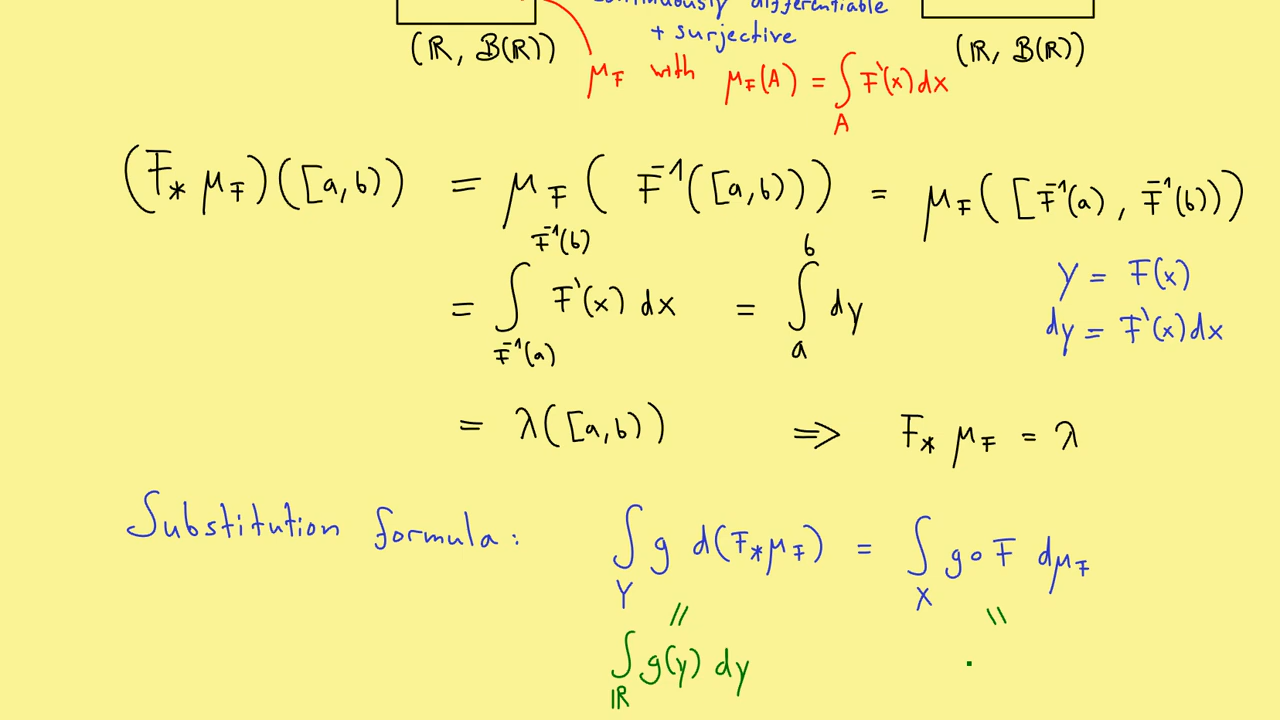 continuously differentiable
+ surjective
(ℝ, B(ℝ)) (ℝ, B(ℝ))
μ_F with μ_F(A) = ∫_A F'(x) dx
(F_* μ_F)([a,b)) = μ_F(F⁻¹([a,b))) = μ_F([F⁻¹(a), F⁻¹(b)))
= ∫_{F⁻¹(a)}^{F⁻¹(b)} F'(x) dx = ∫_a^b dy
y = F(x)
dy = F'(x) dx
= λ([a,b)) ⇒ F_* μ_F = λ
Substitution formula: ∫_Y g d(F_* μ_F) = ∫_X g∘F dμ_F
|| ||
∫_ℝ g(y) dy